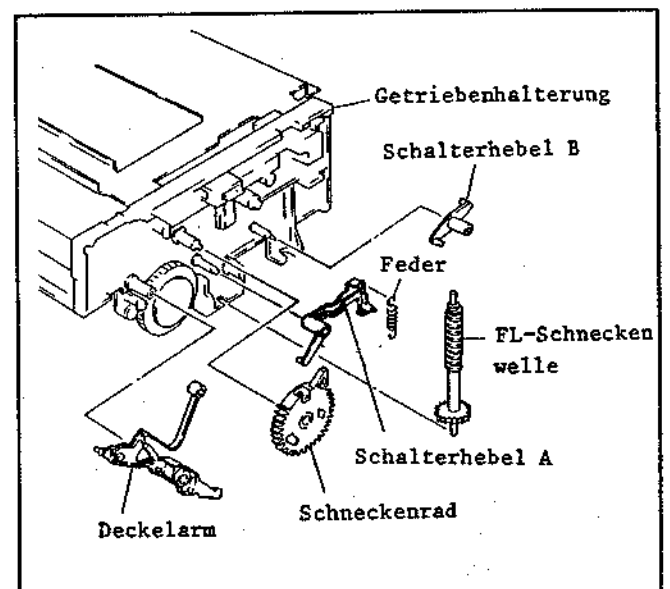 Getriebenhalterung
Schalterhebel B
Feder
FL-Schnecken
welle
Schalterhebel A
Schneckenrad
Deckelarm